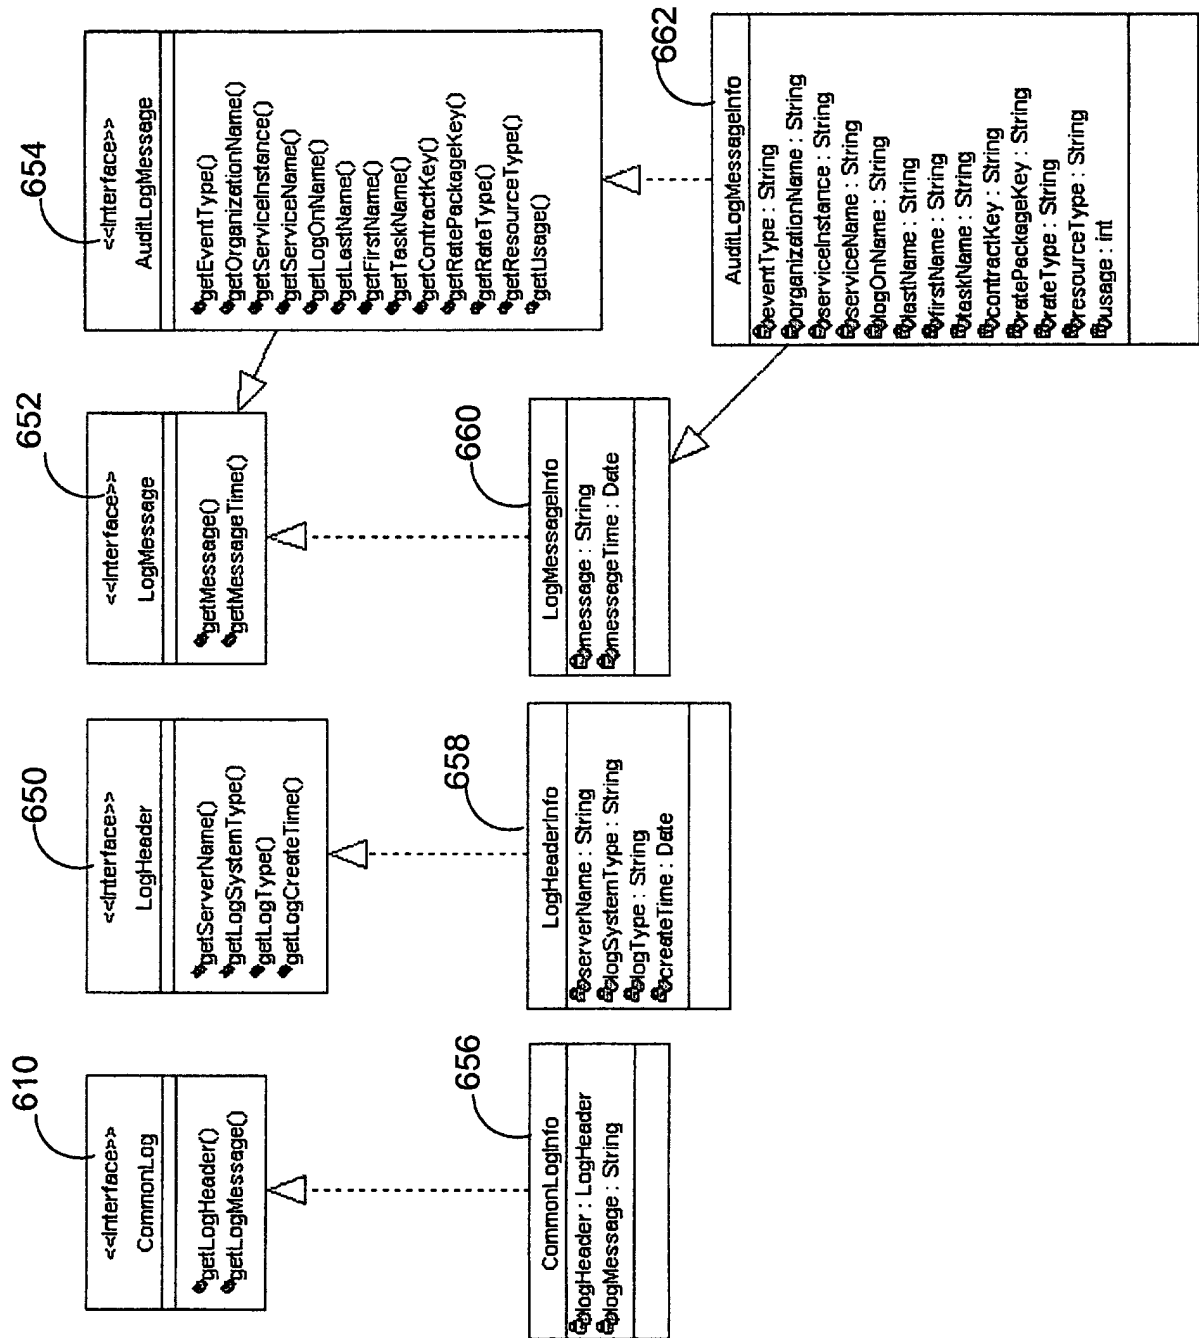 610
<<Interface>>
CommonLog
getLogHeader()
getLogMessage()
650
<<Interface>>
LogHeader
getServerName()
getLogSystemType()
getLogType()
getLogCreateTime()
652
<<Interface>>
LogMessage
getMessage()
getMessageTime()
654
<<Interface>>
AuditLogMessage
getEventType()
getOrganizationName()
getServiceInstance()
getServiceName()
getLogOnName()
getLastName()
getFirstName()
getTaskName()
getContractKey()
getRatePackageKey()
getRateType()
getResourceType()
getUsage()
656
CommonLogInfo
logHeader : LogHeader
logMessage : String
658
LogHeaderInfo
serverName : String
logSystemType : String
logType : String
createTime : Date
660
LogMessageInfo
message : String
messageTime : Date
662
AuditLogMessageInfo
eventType : String
organizationName : String
serviceInstance : String
serviceName : String
logOnName : String
lastName : String
firstName : String
taskName : String
contractKey : String
ratePackageKey : String
rateType : String
resourceType : String
usage : int